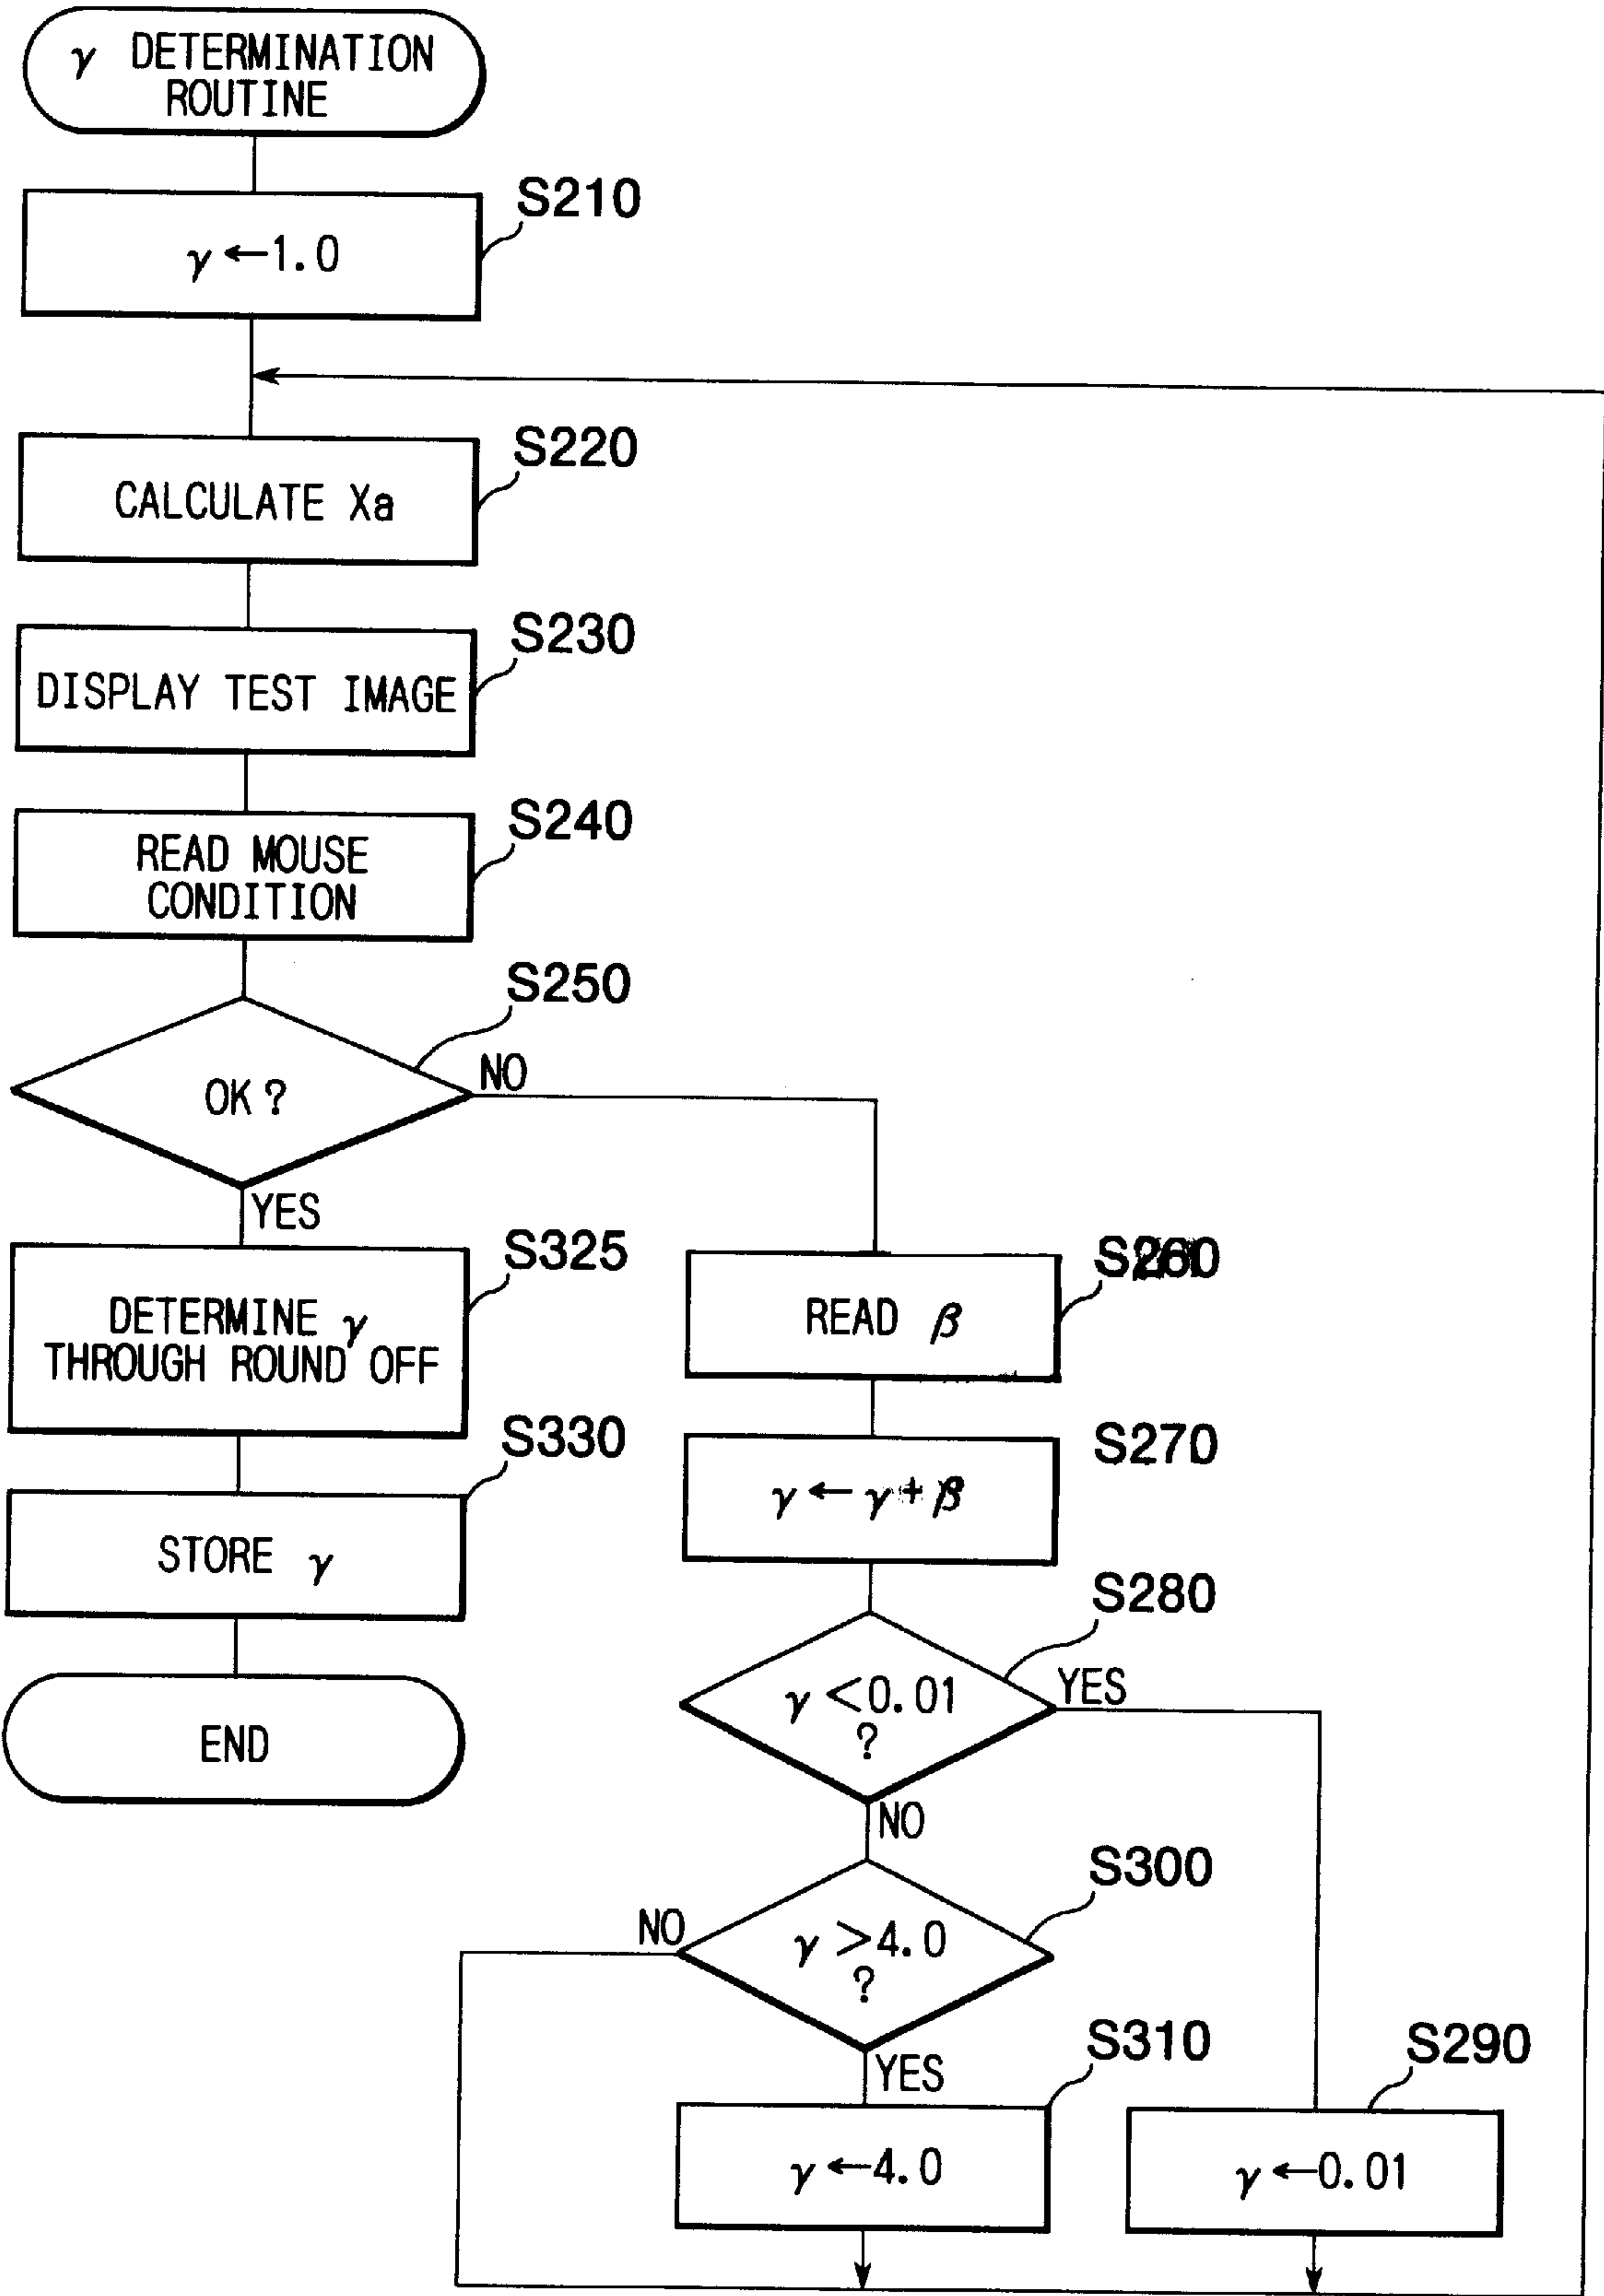 γ DETERMINATION
ROUTINE
S210
γ←1.0
S220
CALCULATE Xa
S230
DISPLAY TEST IMAGE
S240
READ MOUSE
CONDITION
S250
OK?
NO
YES
S325
DETERMINE γ
THROUGH ROUND OFF
S330
STORE γ
END
S260
READ β
S270
γ←γ+β
S280
γ<0.01
?
YES
NO
S300
γ>4.0
?
NO
YES
S310
γ←4.0
S290
γ←0.01